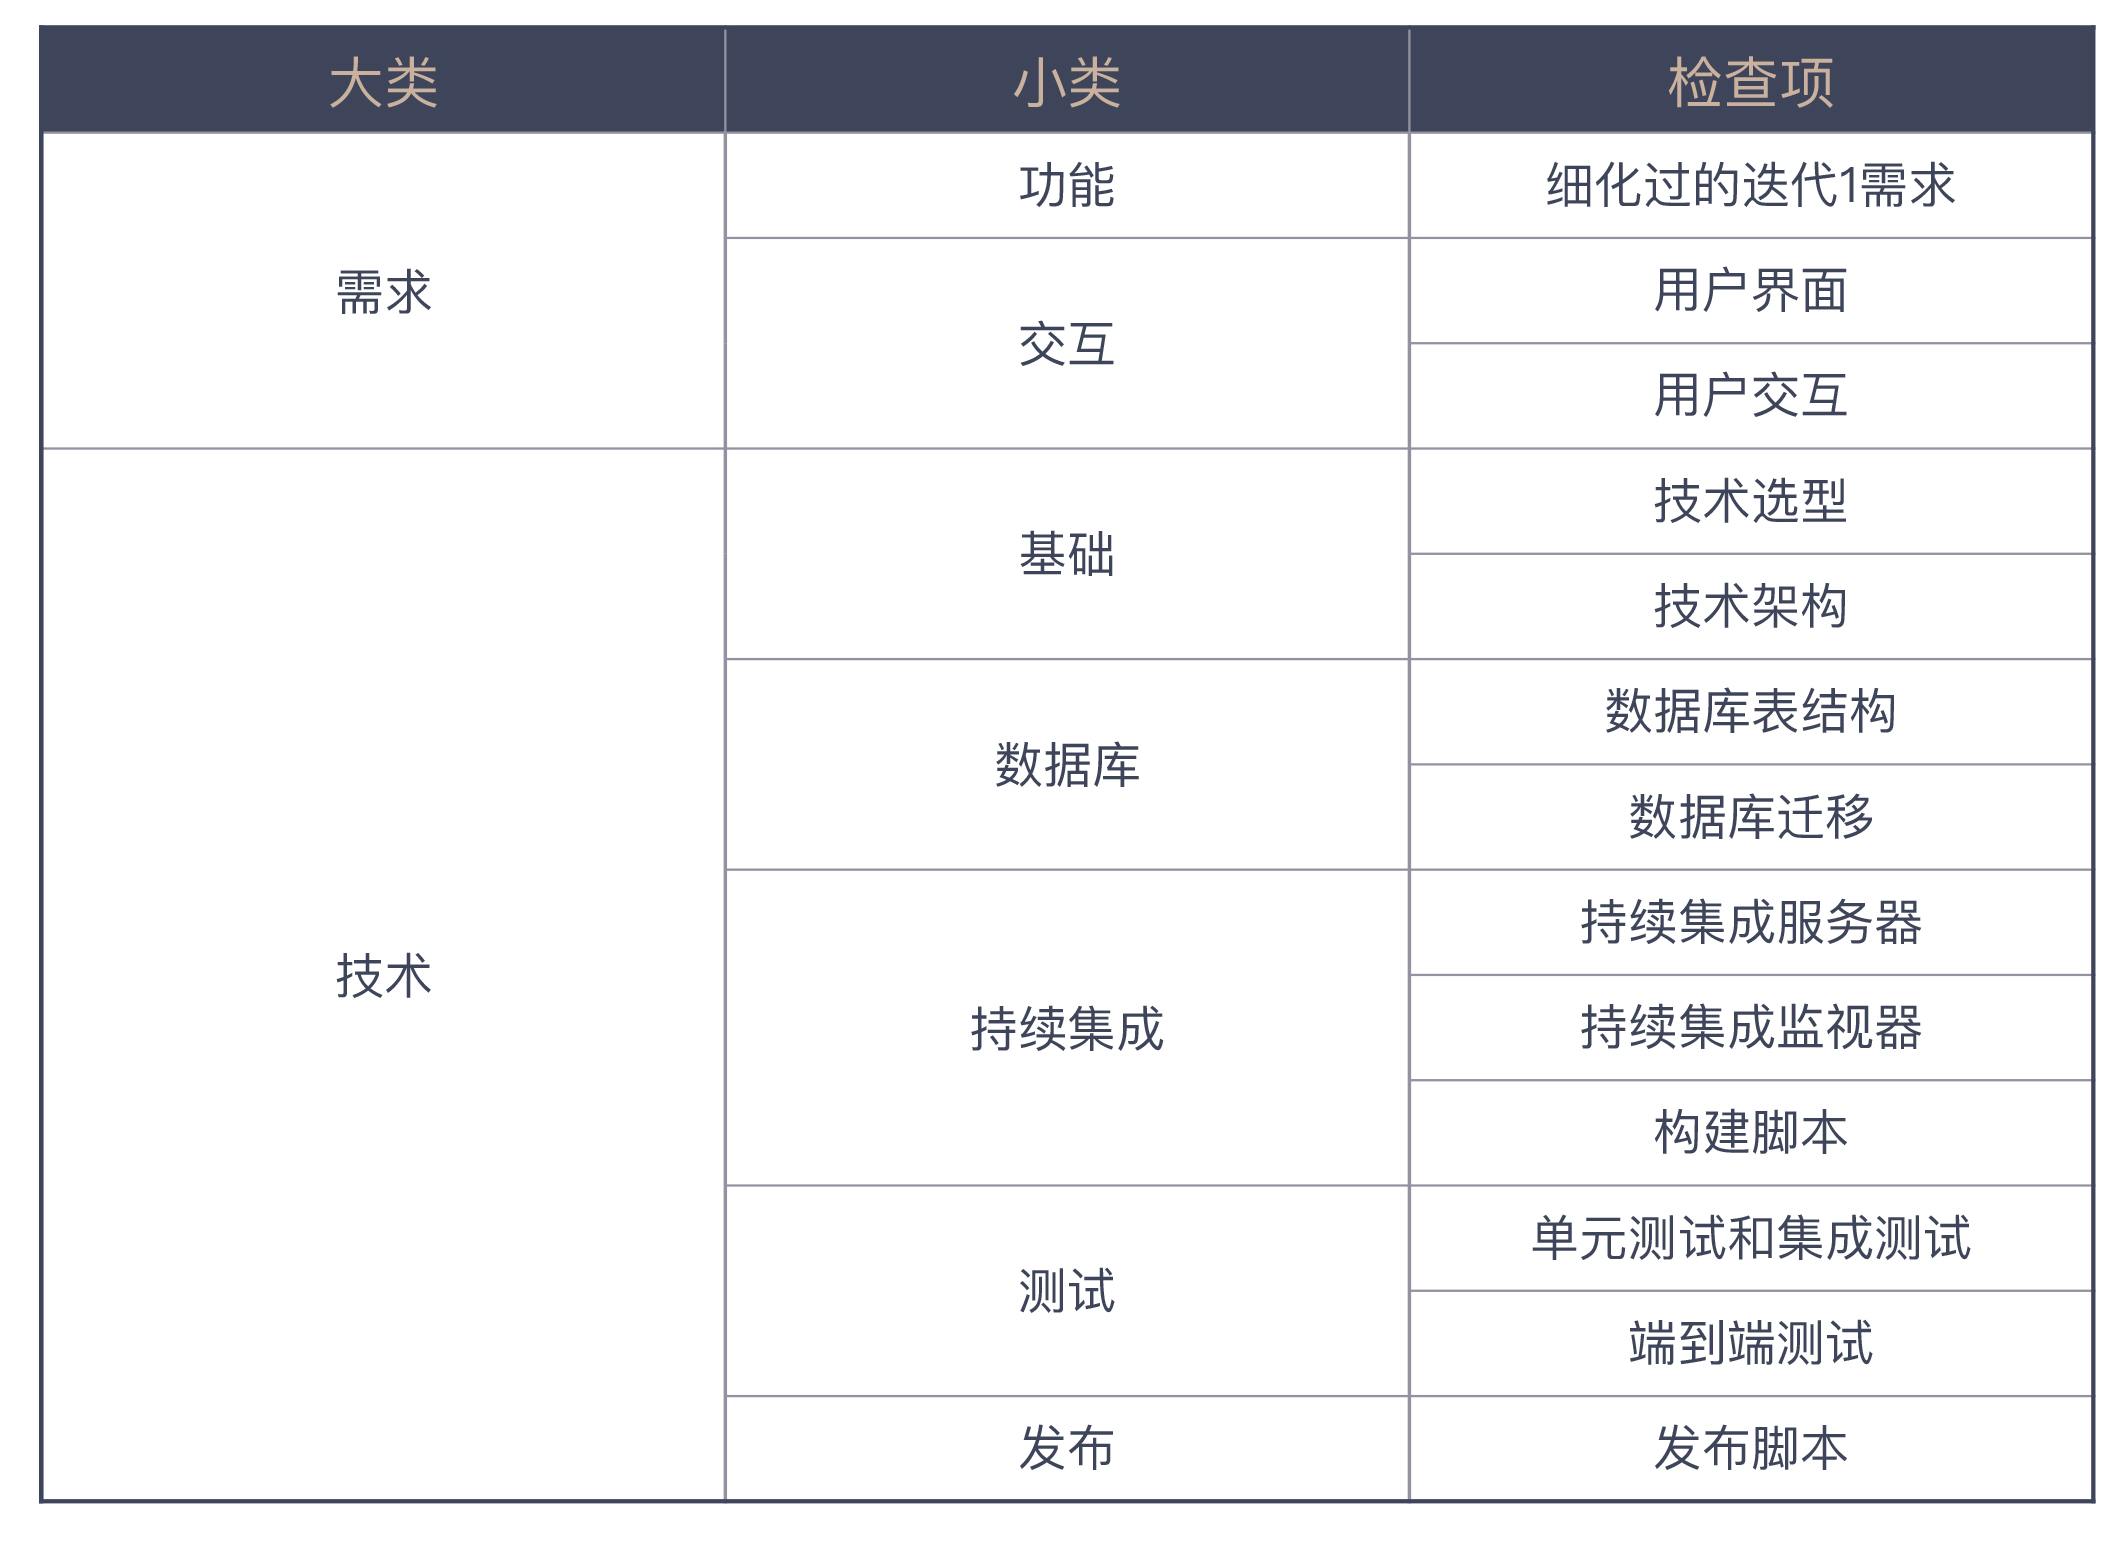 大类 小类 检查项
需求 功能 细化过的迭代1需求
交互 用户界面
用户交互
技术 基础 技术选型
技术架构
数据库 数据库表结构
数据库迁移
持续集成 持续集成服务器
持续集成监视器
构建脚本
测试 单元测试和集成测试
端到端测试
发布 发布脚本